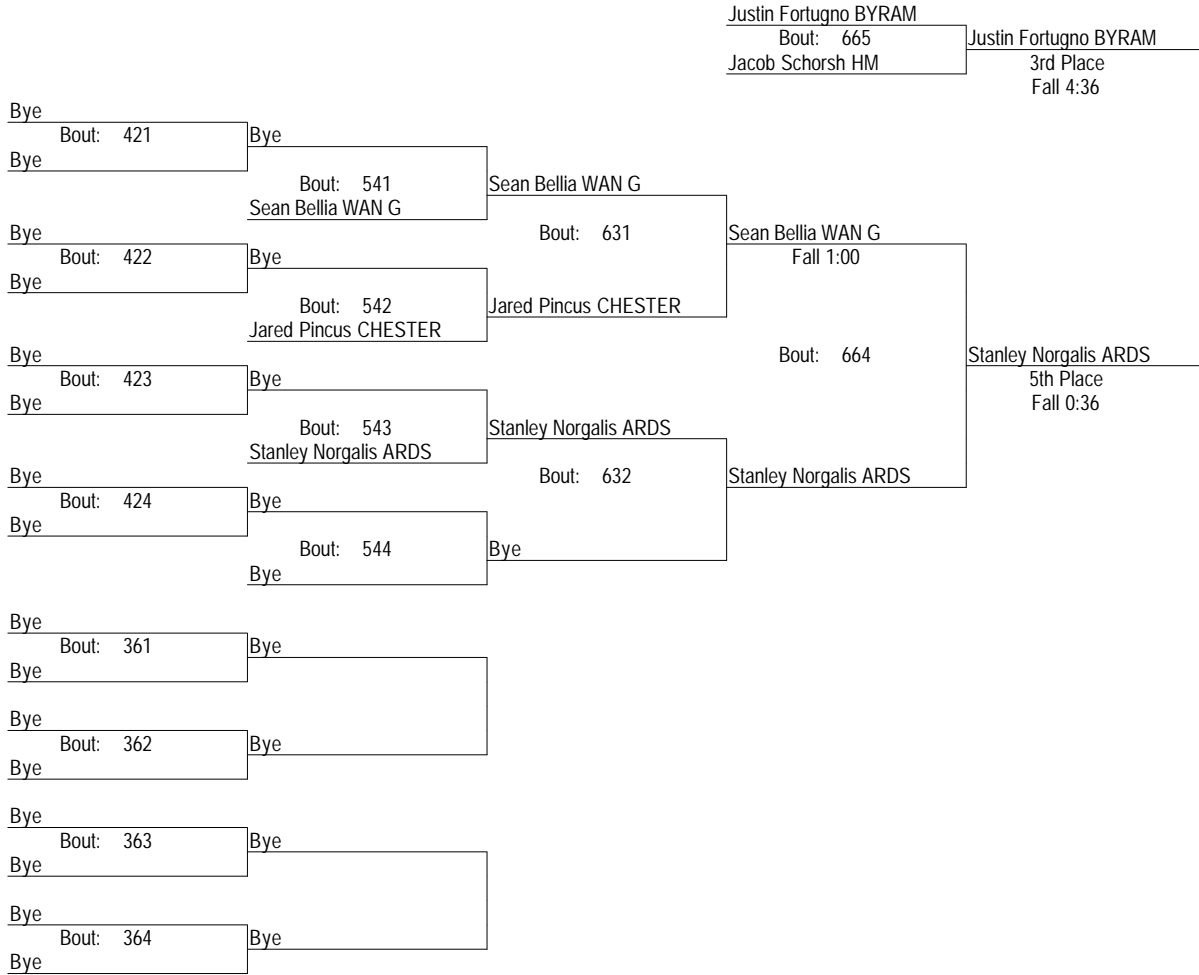 Justin Fortugno BYRAM
Bout: 665
Justin Fortugno BYRAM
Jacob Schorsh HM
3rd Place
Fall 4:36
Bye
Bout: 421
Bye
Bye
Bout: 541
Sean Bellia WAN G
Sean Bellia WAN G
Bye
Bout: 422
Bye
Bye
Bout: 631
Sean Bellia WAN G
Fall 1:00
Bout: 542
Jared Pincus CHESTER
Jared Pincus CHESTER
Bye
Bout: 423
Bye
Bye
Bout: 664
Stanley Norgalis ARDS
5th Place
Fall 0:36
Bout: 543
Stanley Norgalis ARDS
Stanley Norgalis ARDS
Bye
Bout: 424
Bye
Bye
Bout: 632
Stanley Norgalis ARDS
Bout: 544
Bye
Bye
Bye
Bout: 361
Bye
Bye
Bye
Bout: 362
Bye
Bye
Bye
Bout: 363
Bye
Bye
Bye
Bout: 364
Bye
Bye